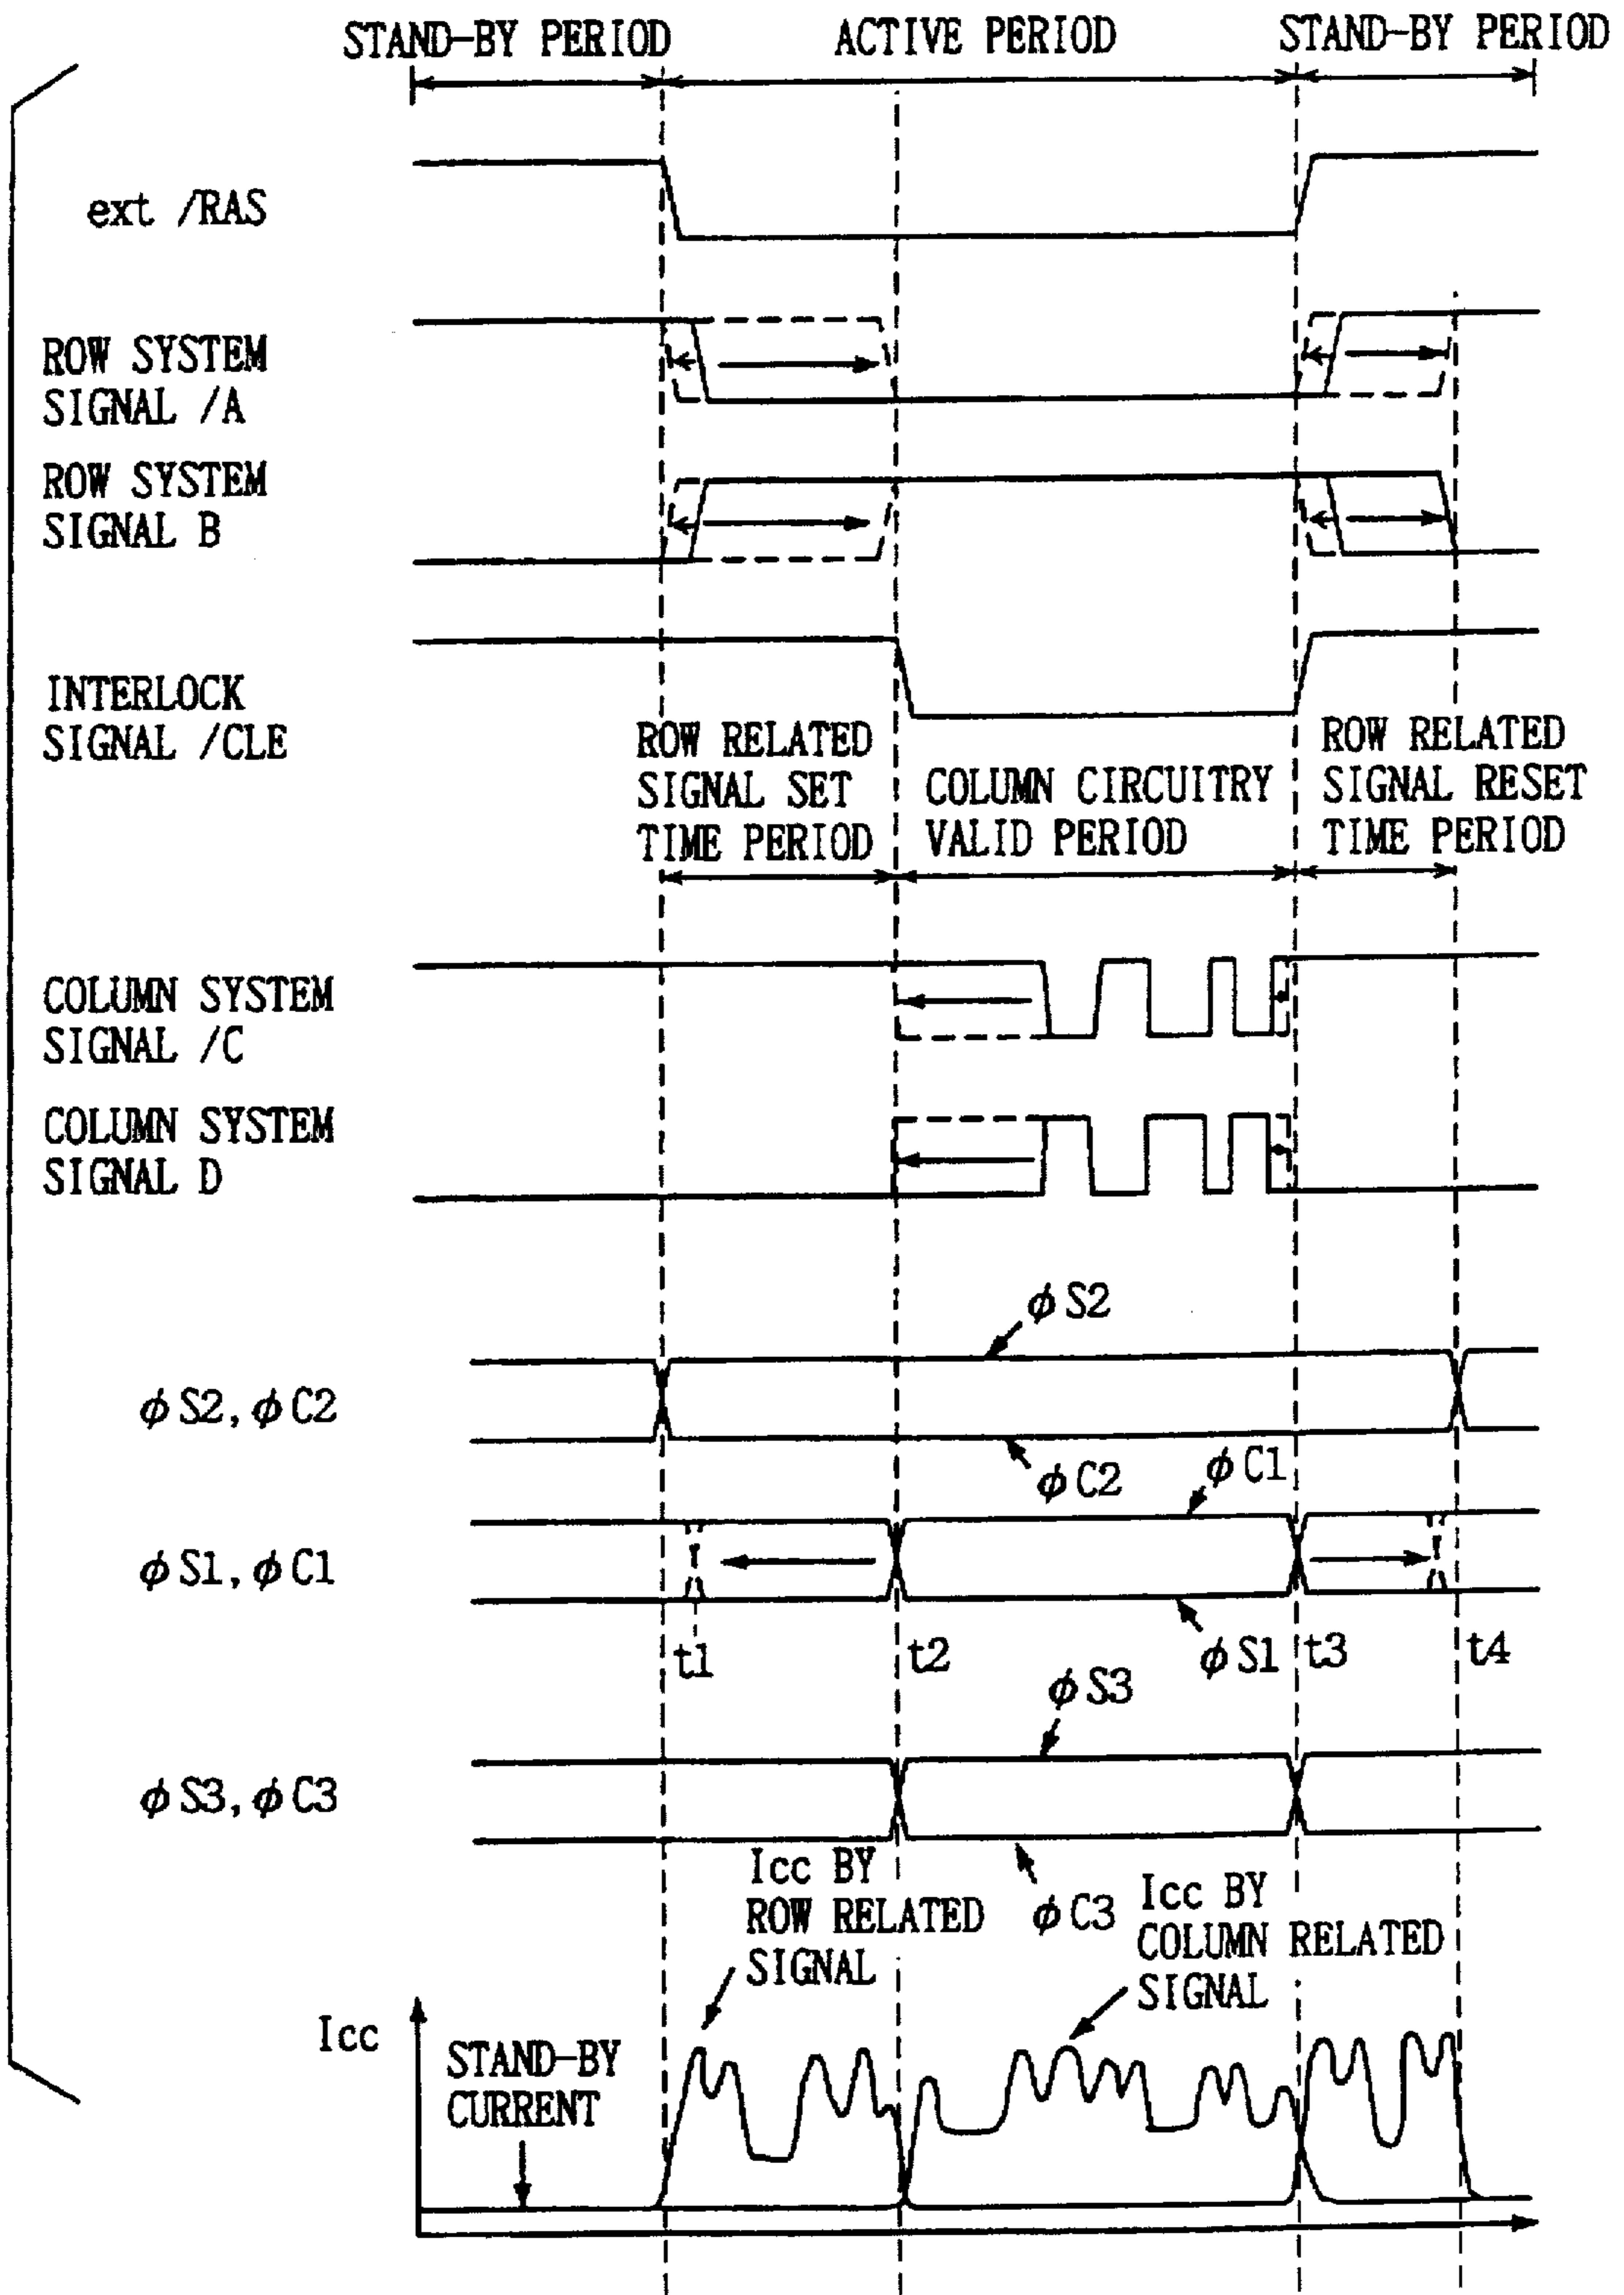 STAND-BY PERIOD
ACTIVE PERIOD
STAND-BY PERIOD
ext /RAS
ROW SYSTEM
SIGNAL /A
ROW SYSTEM
SIGNAL B
INTERLOCK
SIGNAL /CLE
ROW RELATED
SIGNAL SET
TIME PERIOD
COLUMN CIRCUITRY
VALID PERIOD
ROW RELATED
SIGNAL RESET
TIME PERIOD
COLUMN SYSTEM
SIGNAL /C
COLUMN SYSTEM
SIGNAL D
φS2
φS2, φC2
φC2
φC1
φS1, φC1
t1
t2
φS1
t3
t4
φS3
φS3, φC3
φC3
Icc BY
ROW RELATED
SIGNAL
Icc BY
COLUMN RELATED
SIGNAL
Icc
STAND-BY
CURRENT